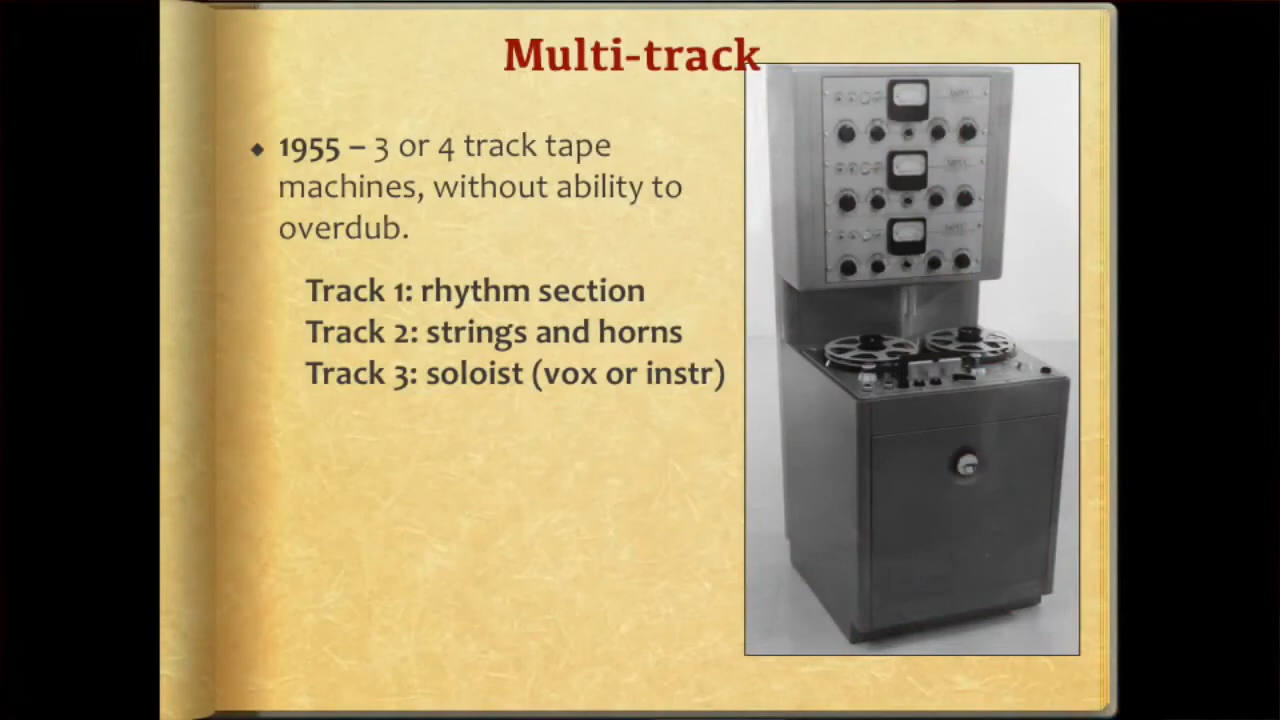 Multi-track
◆ 1955 – 3 or 4 track tape
machines, without ability to
overdub.
Track 1: rhythm section
Track 2: strings and horns
Track 3: soloist (vox or instr)